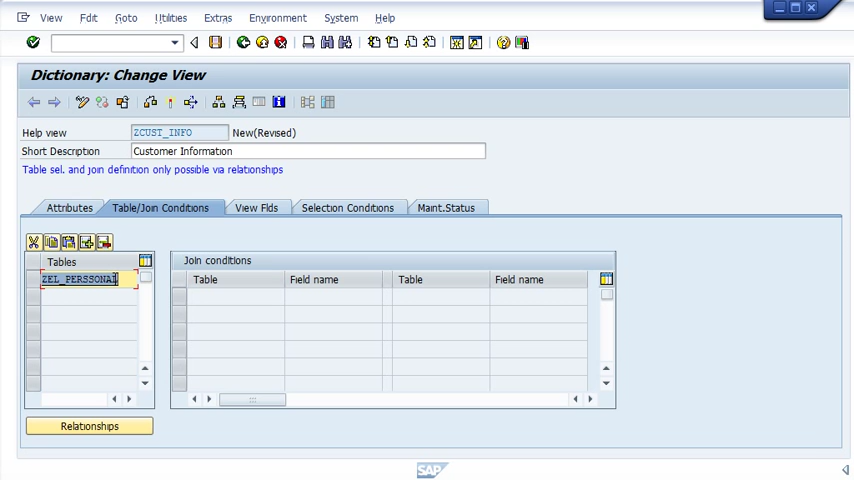 View Edit Goto Utilities Extras Environment System Help
Dictionary: Change View
Help view ZCUST_INFO New(Revised)
Short Description Customer Information
Table sel. and join definition only possible via relationships
Attributes Table/Join Conditions View Flds Selection Conditions Maint.Status
Tables Join conditions
ZEL_PERSSONAL Table Field name Table Field name
Relationships
SAP